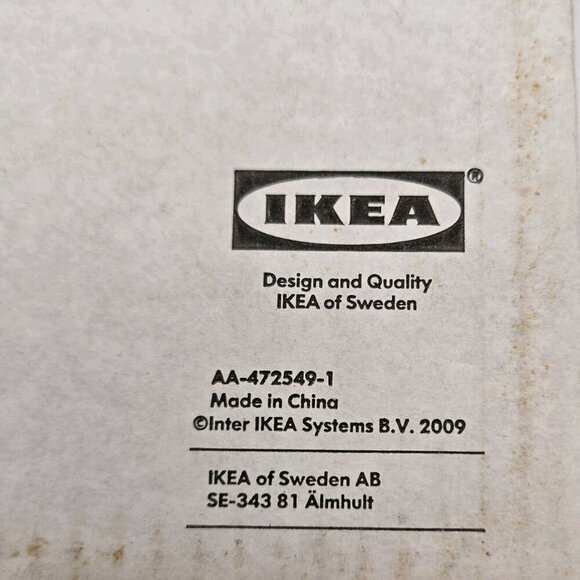 IKEA®
Design and Quality
IKEA of Sweden
AA-472549-1
Made in China
©Inter IKEA Systems B.V. 2009
IKEA of Sweden AB
SE-343 81 Älmhult